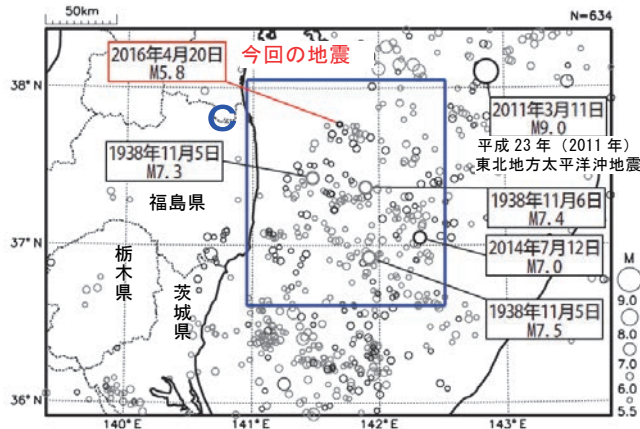 50km
N=634
38°N
37°N
36°N
2016年4月20日
M5.8
今回の地震
C
2011年3月11日
M9.0
平成23年（2011年）
東北地方太平洋沖地震
1938年11月5日
M7.3
福島県
1938年11月6日
M7.4
2014年7月12日
M7.0
1938年11月5日
M7.5
栃木県
茨城県
M
9.0
8.0
7.0
6.0
5.5
140°E
141°E
142°E
143°E